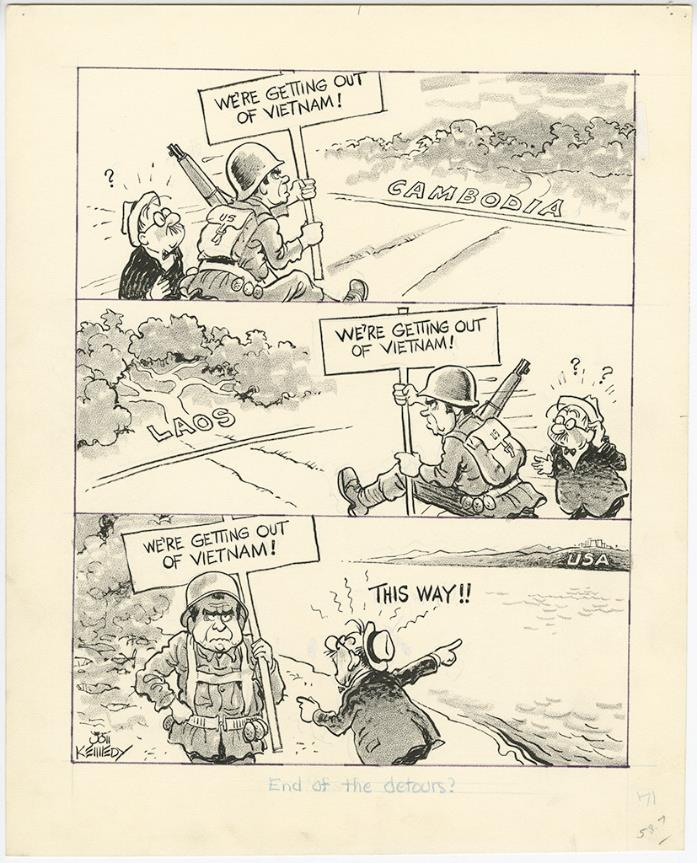 WE'RE GETTING OUT
OF VIETNAM!
?
US
CAMBODIA
WE'RE GETTING OUT
OF VIETNAM!
? ?
LAOS
WE'RE GETTING OUT
OF VIETNAM!
USA
THIS WAY!!
JON
KENNEDY
End of the detours?
71